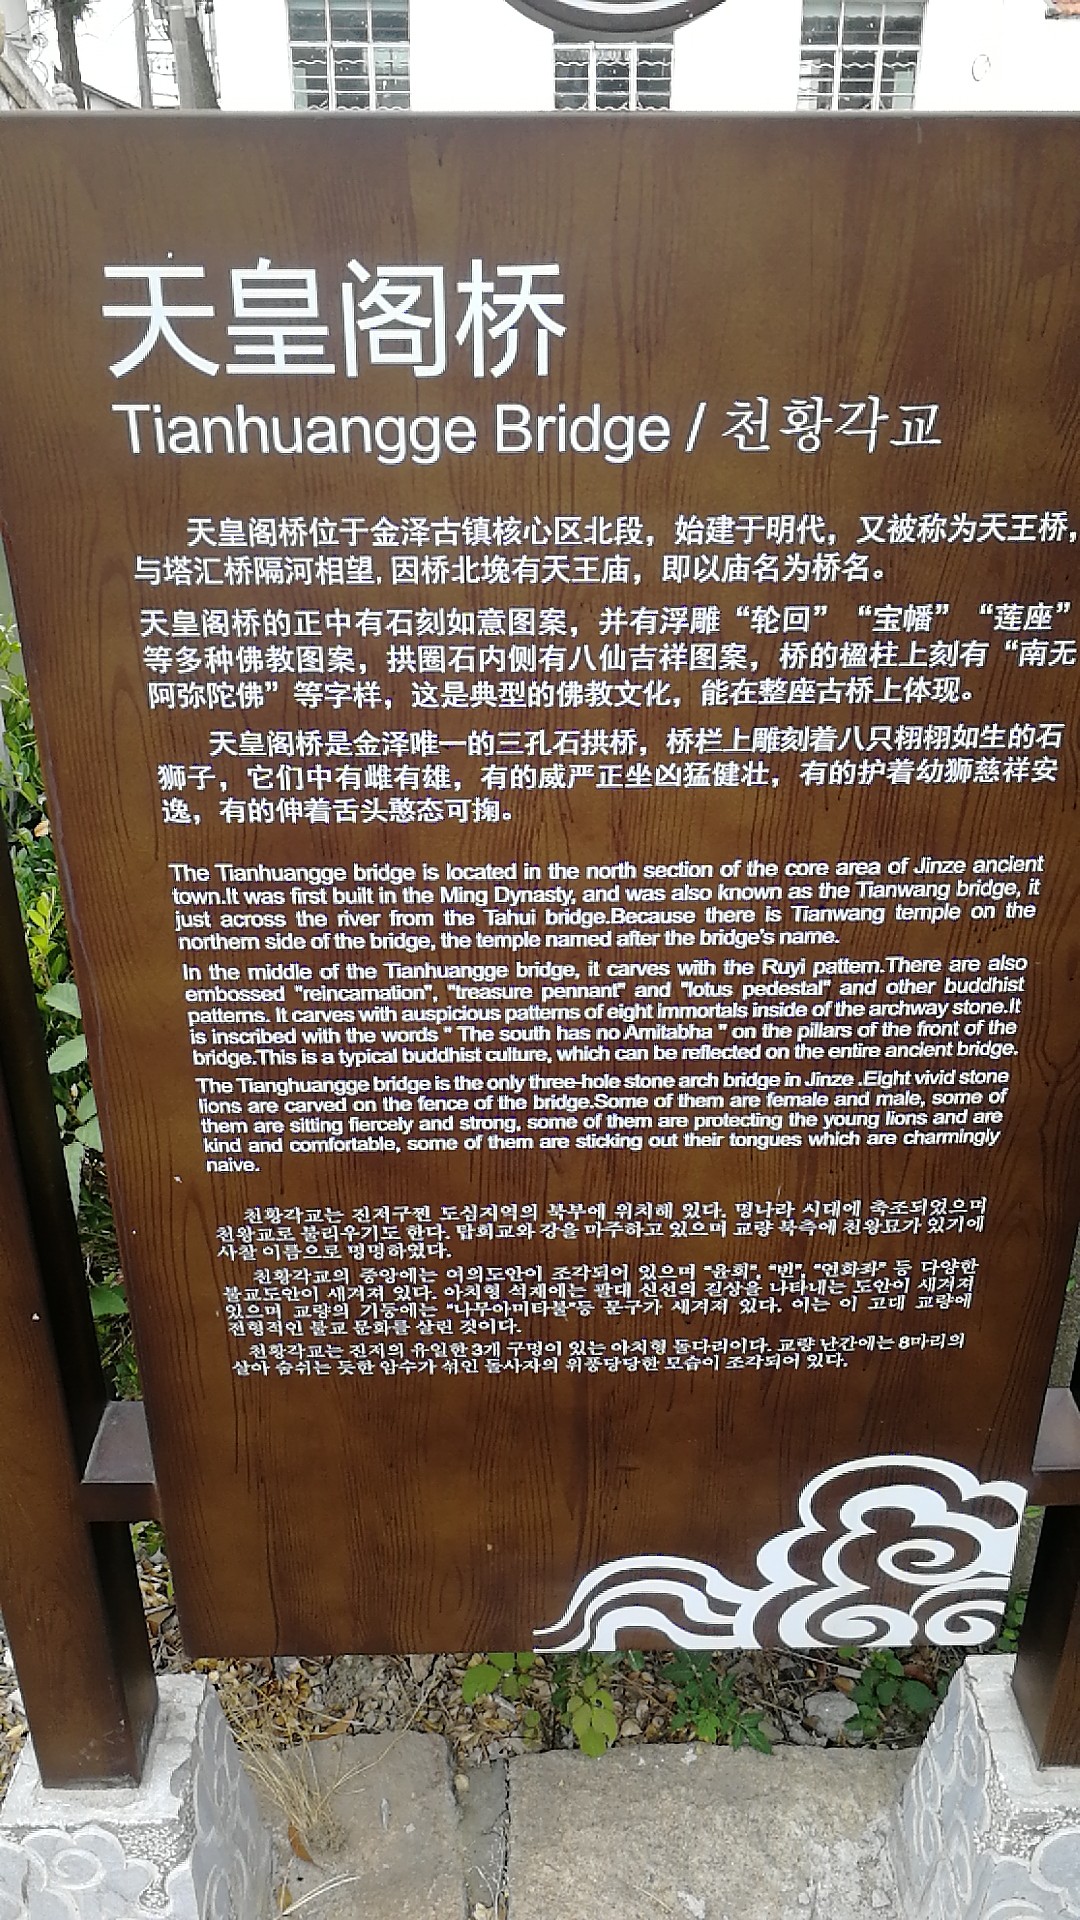 天皇阁桥
Tianhuangge Bridge / 천황각교
天皇阁桥位于金泽古镇核心区北段，始建于明代，又被称为天王桥，
与塔汇桥隔河相望,因桥北堍有天王庙，即以庙名为桥名。
天皇阁桥的正中有石刻如意图案，并有浮雕“轮回”“宝幡”“莲座”
等多种佛教图案，拱圈石内侧有八仙吉祥图案，桥的楹柱上刻有“南无
阿弥陀佛”等字样，这是典型的佛教文化，能在整座古桥上体现。
天皇阁桥是金泽唯一的三孔石拱桥，桥栏上雕刻着八只栩栩如生的石
狮子，它们中有雌有雄，有的威严正坐凶猛健壮，有的护着幼狮慈祥安
逸，有的伸着舌头憨态可掬。
The Tianhuangge bridge is located in the north section of the core area of Jinze ancient
town.It was first built in the Ming Dynasty, and was also known as the Tianwang bridge, it
just across the river from the Tahui bridge.Because there is Tianwang temple on the
northern side of the bridge, the temple named after the bridge's name.
In the middle of the Tianhuangge bridge, it carves with the Ruyi pattern.There are also
embossed "reincarnation", "treasure pennant" and "lotus pedestal" and other buddhist
patterns. It carves with auspicious patterns of eight immortals inside of the archway stone.It
is inscribed with the words " The south has no Amitabha " on the pillars of the front of the
bridge.This is a typical buddhist culture, which can be reflected on the entire ancient bridge.
The Tianghuangge bridge is the only three-hole stone arch bridge in Jinze .Eight vivid stone
lions are carved on the fence of the bridge.Some of them are female and male, some of
them are sitting fiercely and strong, some of them are protecting the young lions and are
kind and comfortable, some of them are sticking out their tongues which are charmingly
naive.
천황각교는 진저구쩐 도심지역의 북부에 위치해 있다. 명나라 시대에 축조되었으며
천왕교로 불리우기도 한다. 탑회교와 강을 마주하고 있으며 교량 북측에 천왕묘가 있기에
사찰 이름으로 명명하였다.
천황각교의 중앙에는 여의도안이 조각되어 있으며 “윤회”, “번”, “연화좌” 등 다양한
불교도안이 새겨져 있다. 아치형 석재에는 팔대 신선의 길상을 나타내는 도안이 새겨져
있으며 교량의 기둥에는 “나무아미타불”등 문구가 새겨져 있다. 이는 이 고대 교량에
전형적인 불교 문화를 살린 것이다.
천황각교는 진저의 유일한 3개 구멍이 있는 아치형 돌다리이다. 교량 난간에는 8마리의
살아 숨쉬는 듯한 암수가 섞인 돌사자의 위풍당당한 모습이 조각되어 있다.